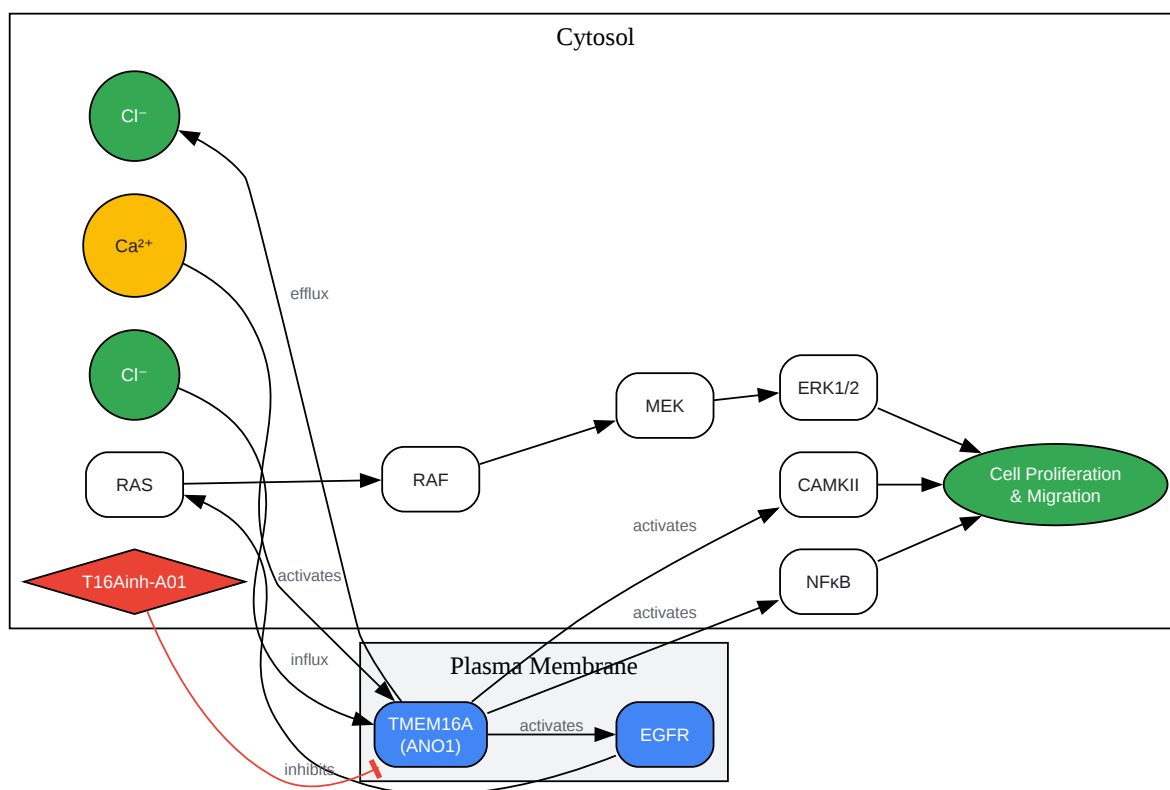 Cytosol
Cl⁻
Ca²⁺
efflux
Cl⁻
ERK1/2
MEK
RAS
RAF
CAMKII
Cell Proliferation
& Migration
activates
T16Ainh-A01
activates
NFκB
activates
influx
Plasma Membrane
TMEM16A
(ANO1)
activates
EGFR
inhibits